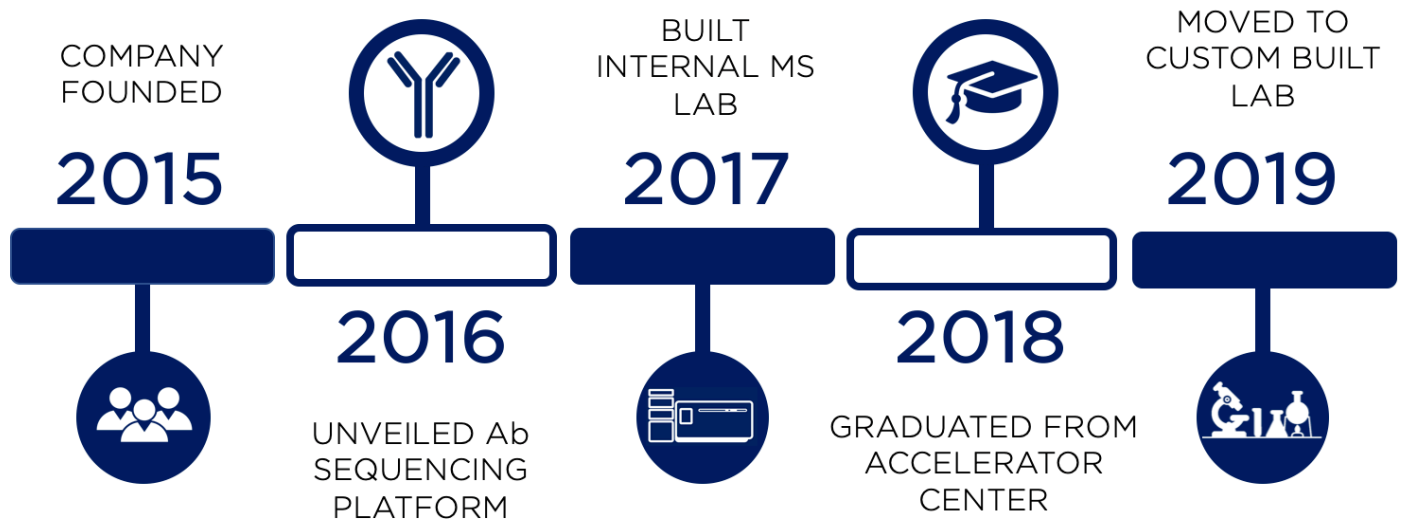 COMPANY
FOUNDED
2015
2016
UNVEILED Ab
SEQUENCING
PLATFORM
BUILT
INTERNAL MS
LAB
2017
2018
GRADUATED FROM
ACCELERATOR
CENTER
MOVED TO
CUSTOM BUILT
LAB
2019